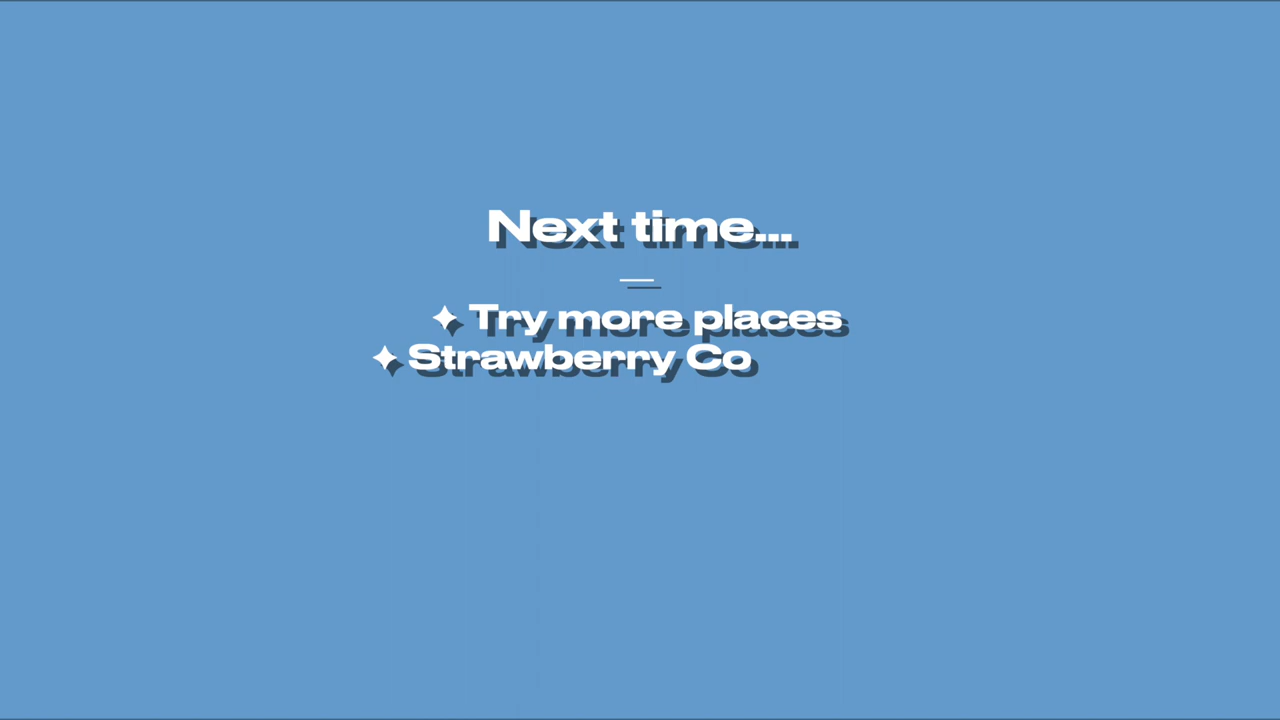 Next time...
✦ Try more places
✦ Strawberry Co